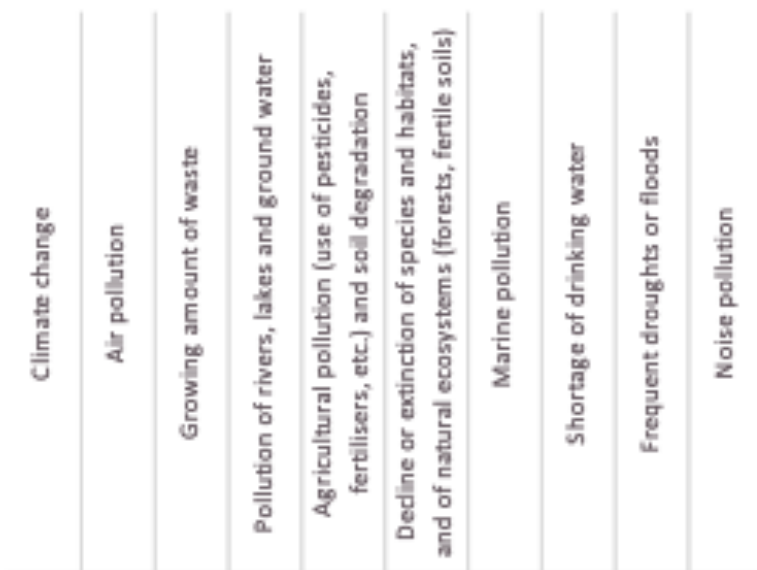 Climate change
Air pollution
Growing amount of waste
Pollution of rivers, lakes and ground water
Agricultural pollution (use of pesticides,
fertilisers, etc.) and soil degradation
Decline or extinction of species and habitats,
and of natural ecosystems (forests, fertile soils)
Marine pollution
Shortage of drinking water
Frequent droughts or floods
Noise pollution